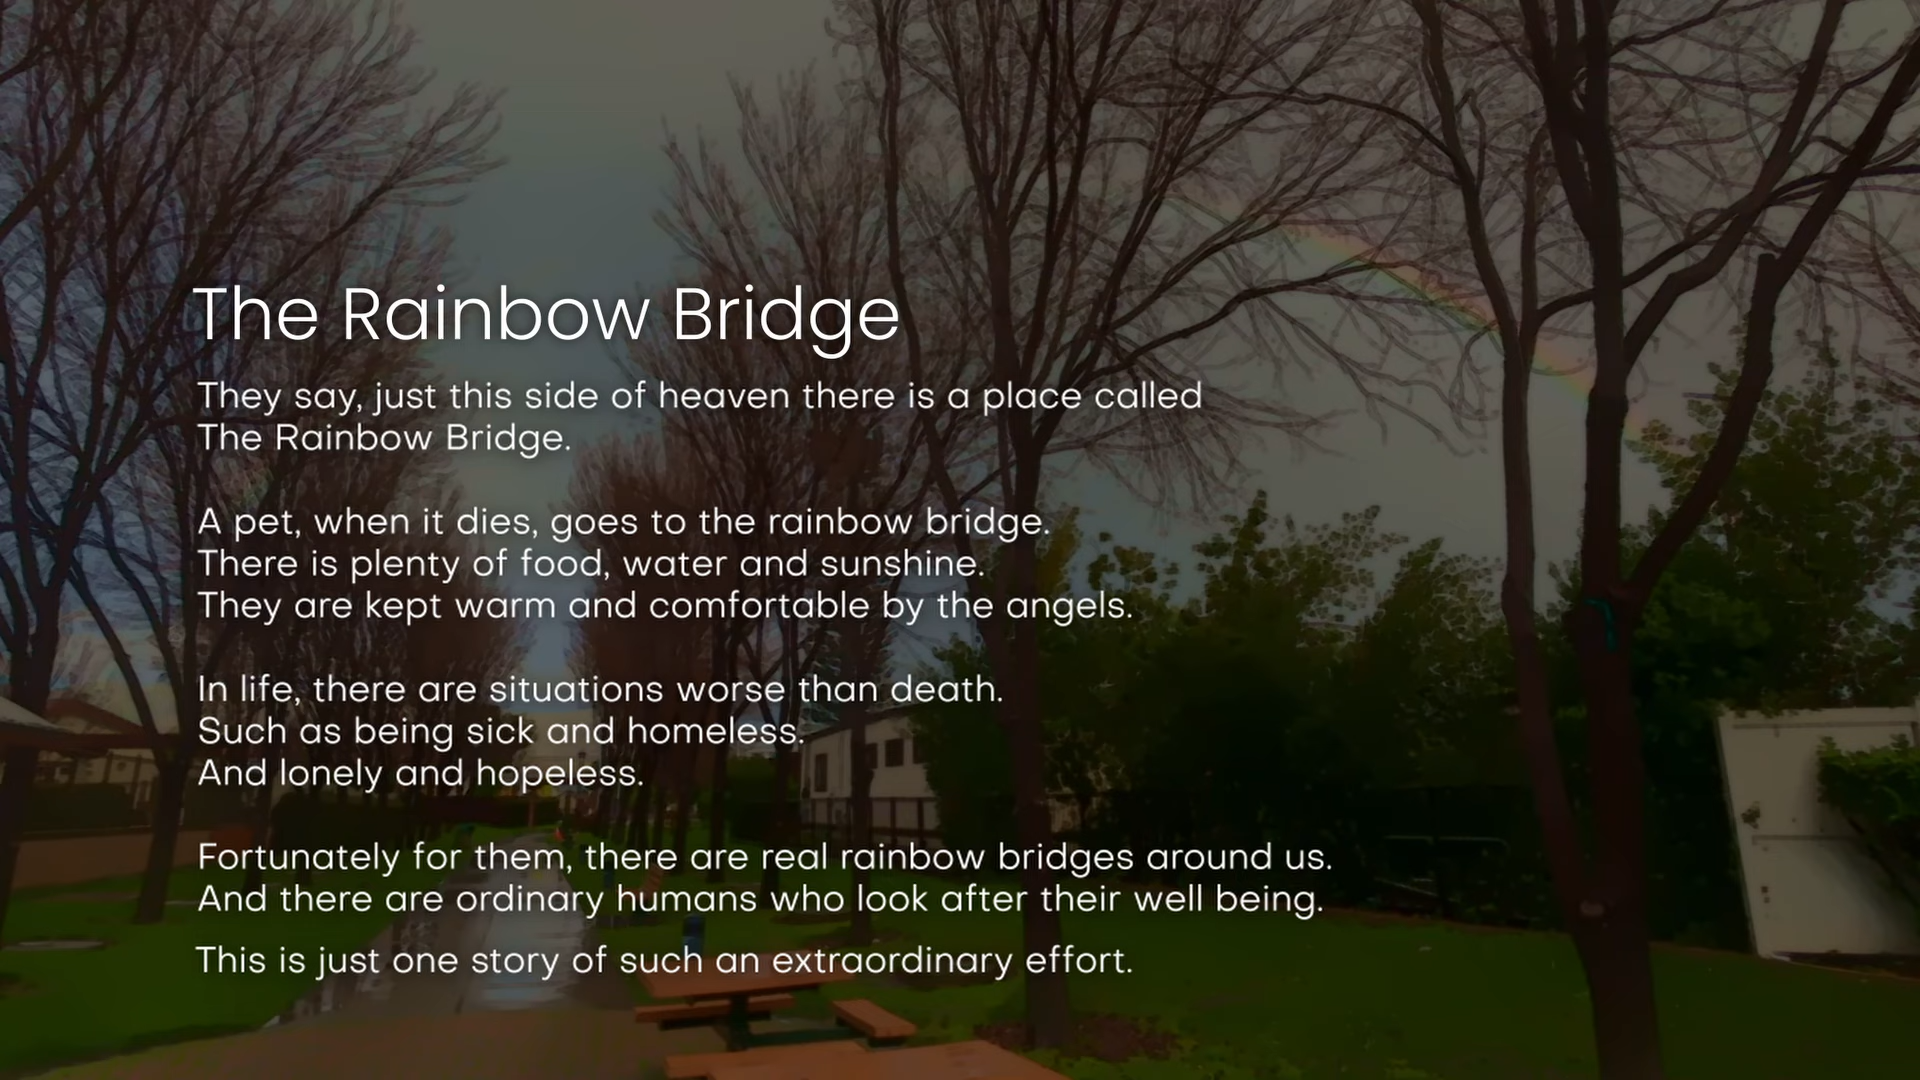 The Rainbow Bridge
They say, just this side of heaven there is a place called
The Rainbow Bridge.
A pet, when it dies, goes to the rainbow bridge.
There is plenty of food, water and sunshine.
They are kept warm and comfortable by the angels.
In life, there are situations worse than death.
Such as being sick and homeless.
And lonely and hopeless.
Fortunately for them, there are real rainbow bridges around us.
And there are ordinary humans who look after their well being.
This is just one story of such an extraordinary effort.